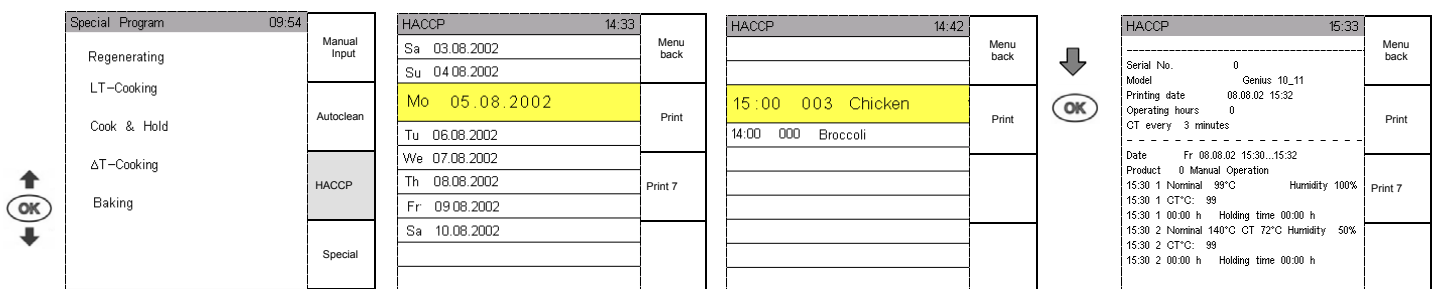 OK
Special Program 09:54
Regenerating
LT-Cooking
Cook & Hold
ΔT-Cooking
Baking
Manual
Input
Autoclean
HACCP
Special
HACCP 14:33
Sa 03.08.2002
Su 04 08.2002
Mo 05.08.2002
Tu 06.08.2002
We 07.08.2002
Th 08.08.2002
Fr 09 08.2002
Sa 10.08.2002
Menu
back
Print
Print 7
HACCP 14:42
15:00 003 Chicken
14:00 000 Broccoli
Menu
back
Print
OK
HACCP 15:33
Serial No. 0
Model Genius 10_11
Printing date 08.08.02 15:32
Operating hours 0
CT every 3 minutes
Date Fr 08.08.02 15:30...15:32
Product 0 Manual Operation
15:30 1 Nominal 99°C Humidity 100%
15:30 1 CT°C: 99
15:30 1 00:00 h Holding time 00:00 h
15:30 2 Nominal 140°C CT 72°C Humidity 50%
15:30 2 CT°C: 99
15:30 2 00:00 h Holding time 00:00 h
Menu
back
Print
Print 7